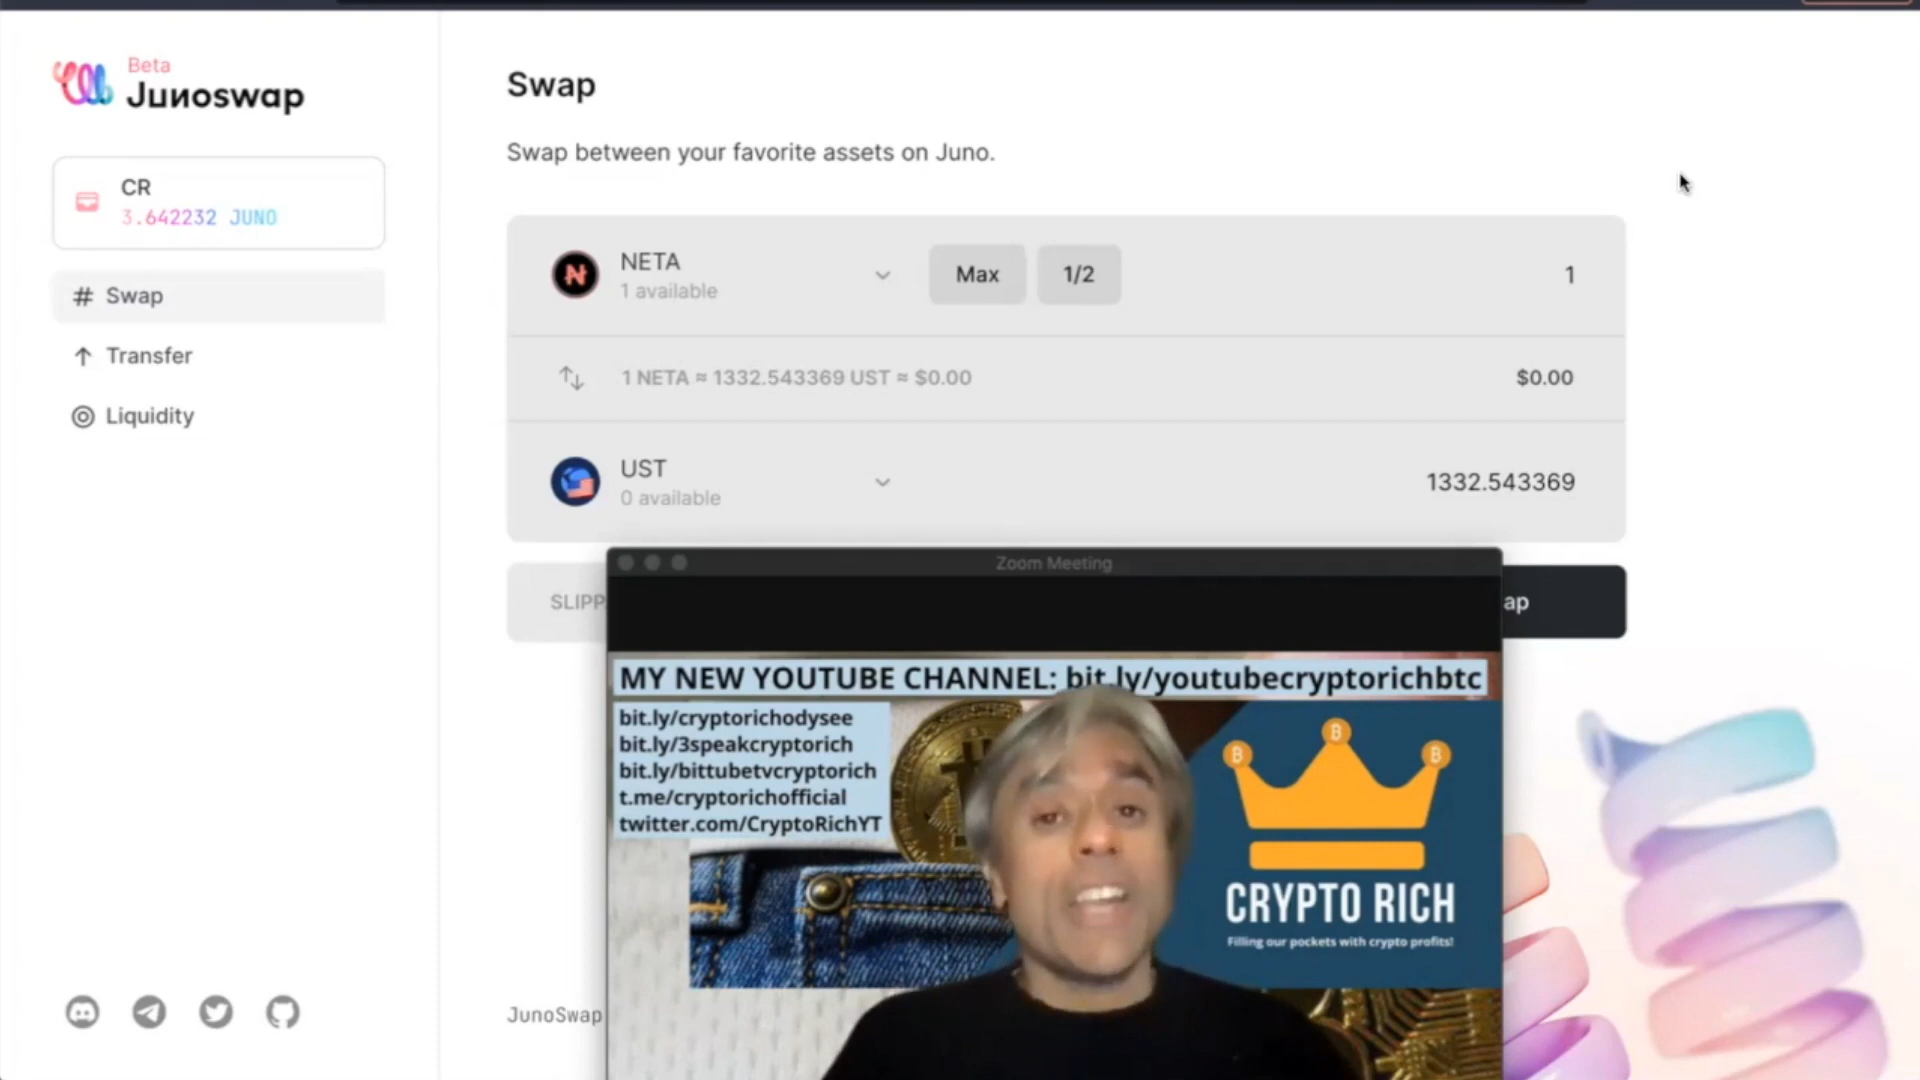 Beta
Junoswap
CR
3.642232 JUNO
Swap
Transfer
Liquidity
Swap
Swap between your favorite assets on Juno.
NETA
1 available
Max
1/2
1
1 NETA ≈ 1332.543369 UST ≈ $0.00
$0.00
UST
0 available
1332.543369
SLIPP
ap
Zoom Meeting
MY NEW YOUTUBE CHANNEL: bit.ly/youtubecryptorichbtc
bit.ly/cryptorichodysee
bit.ly/3speakcryptorich
bit.ly/bittubetvcryptorich
t.me/cryptorichofficial
twitter.com/CryptoRichYT
CRYPTO RICH
Filling our pockets with crypto profits!
JunoSwap